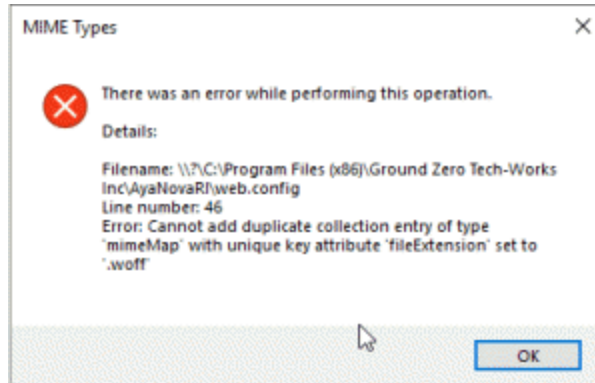 MIME Types
There was an error while performing this operation.
Details:
Filename: \\?\C:\Program Files (x86)\Ground Zero Tech-Works
Inc\AyaNovaRI\web.config
Line number: 46
Error: Cannot add duplicate collection entry of type
'mimeMap' with unique key attribute 'fileExtension' set to
'.woff'
OK